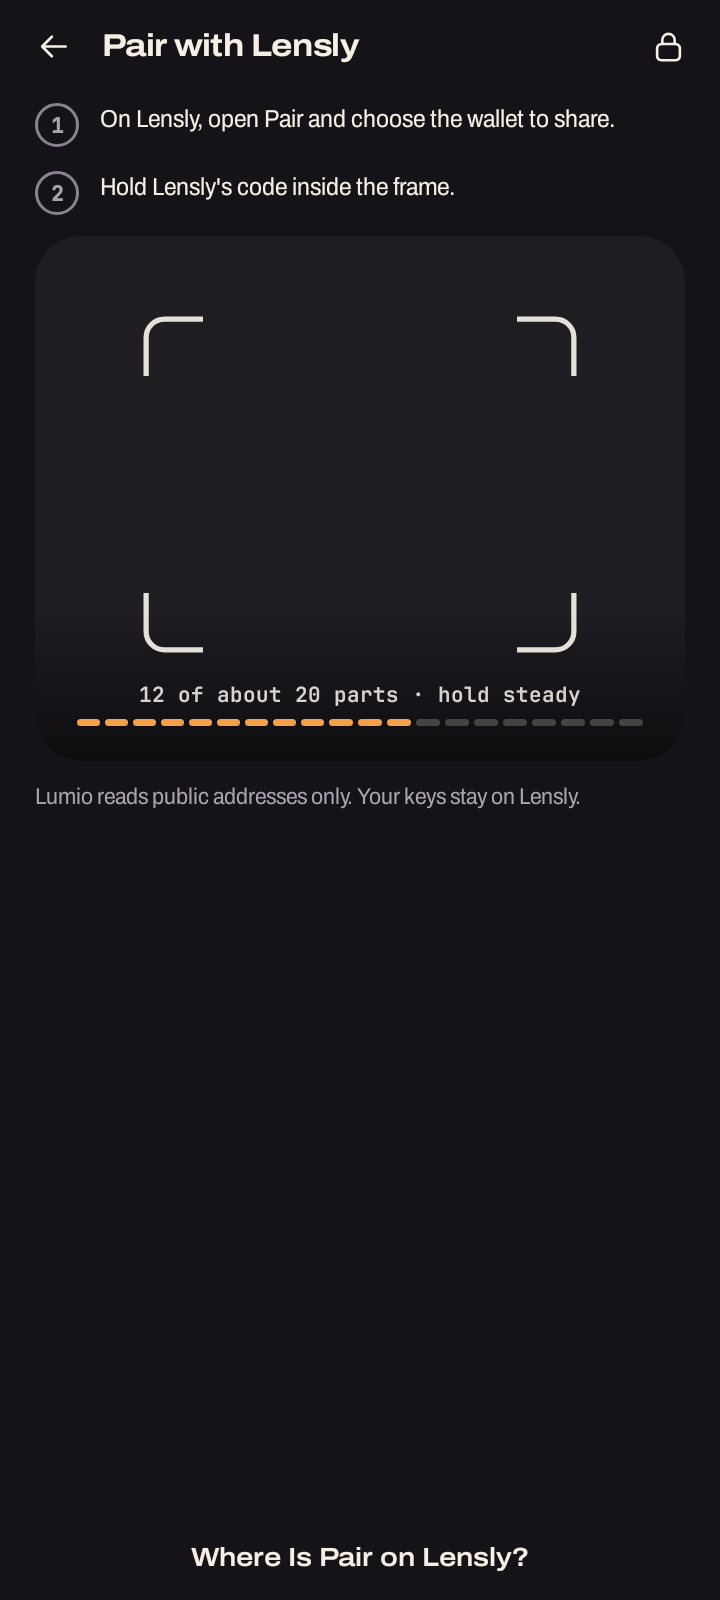 Pair with Lensly
1 On Lensly, open Pair and choose the wallet to share.
2 Hold Lensly's code inside the frame.
12 of about 20 parts · hold steady
Lumio reads public addresses only. Your keys stay on Lensly.
Where Is Pair on Lensly?